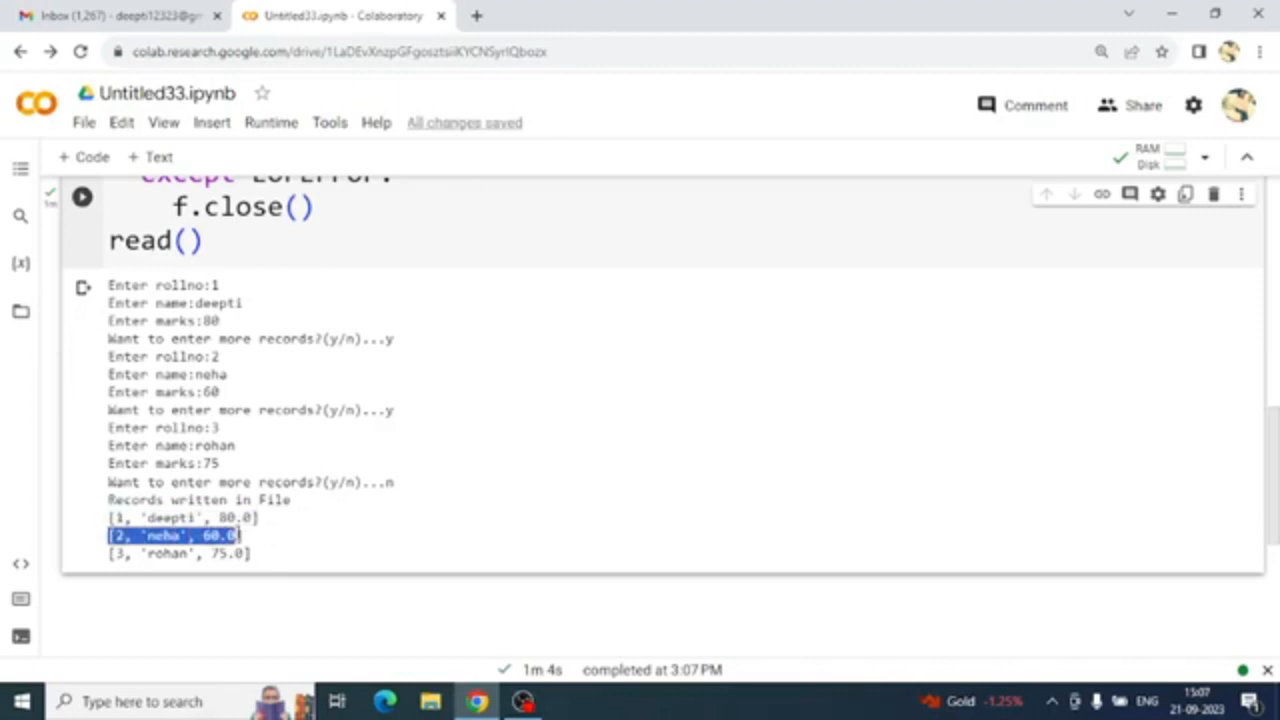 Inbox (1,267) - deepti12323@gm
Untitled33.ipynb - Colaboratory
colab.research.google.com/drive/
Untitled33.ipynb
Comment
Share
File Edit View Insert Runtime Tools Help All changes saved
+ Code + Text
RAM
Disk
1m
f.close()
read()
{x}
Enter rollno:1
Enter name:deepti
Enter marks:80
Want to enter more records?(y/n)...y
Enter rollno:2
Enter name:neha
Enter marks:60
Want to enter more records?(y/n)...y
Enter rollno:3
Enter name:rohan
Enter marks:75
Want to enter more records?(y/n)...n
Records written in File
[1, 'deepti', 80.0]
[2, 'neha', 60.0]
[3, 'rohan', 75.0]
1m 4s completed at 3:07 PM
Type here to search
Gold -1.25%
ENG
15:07
21-09-2023